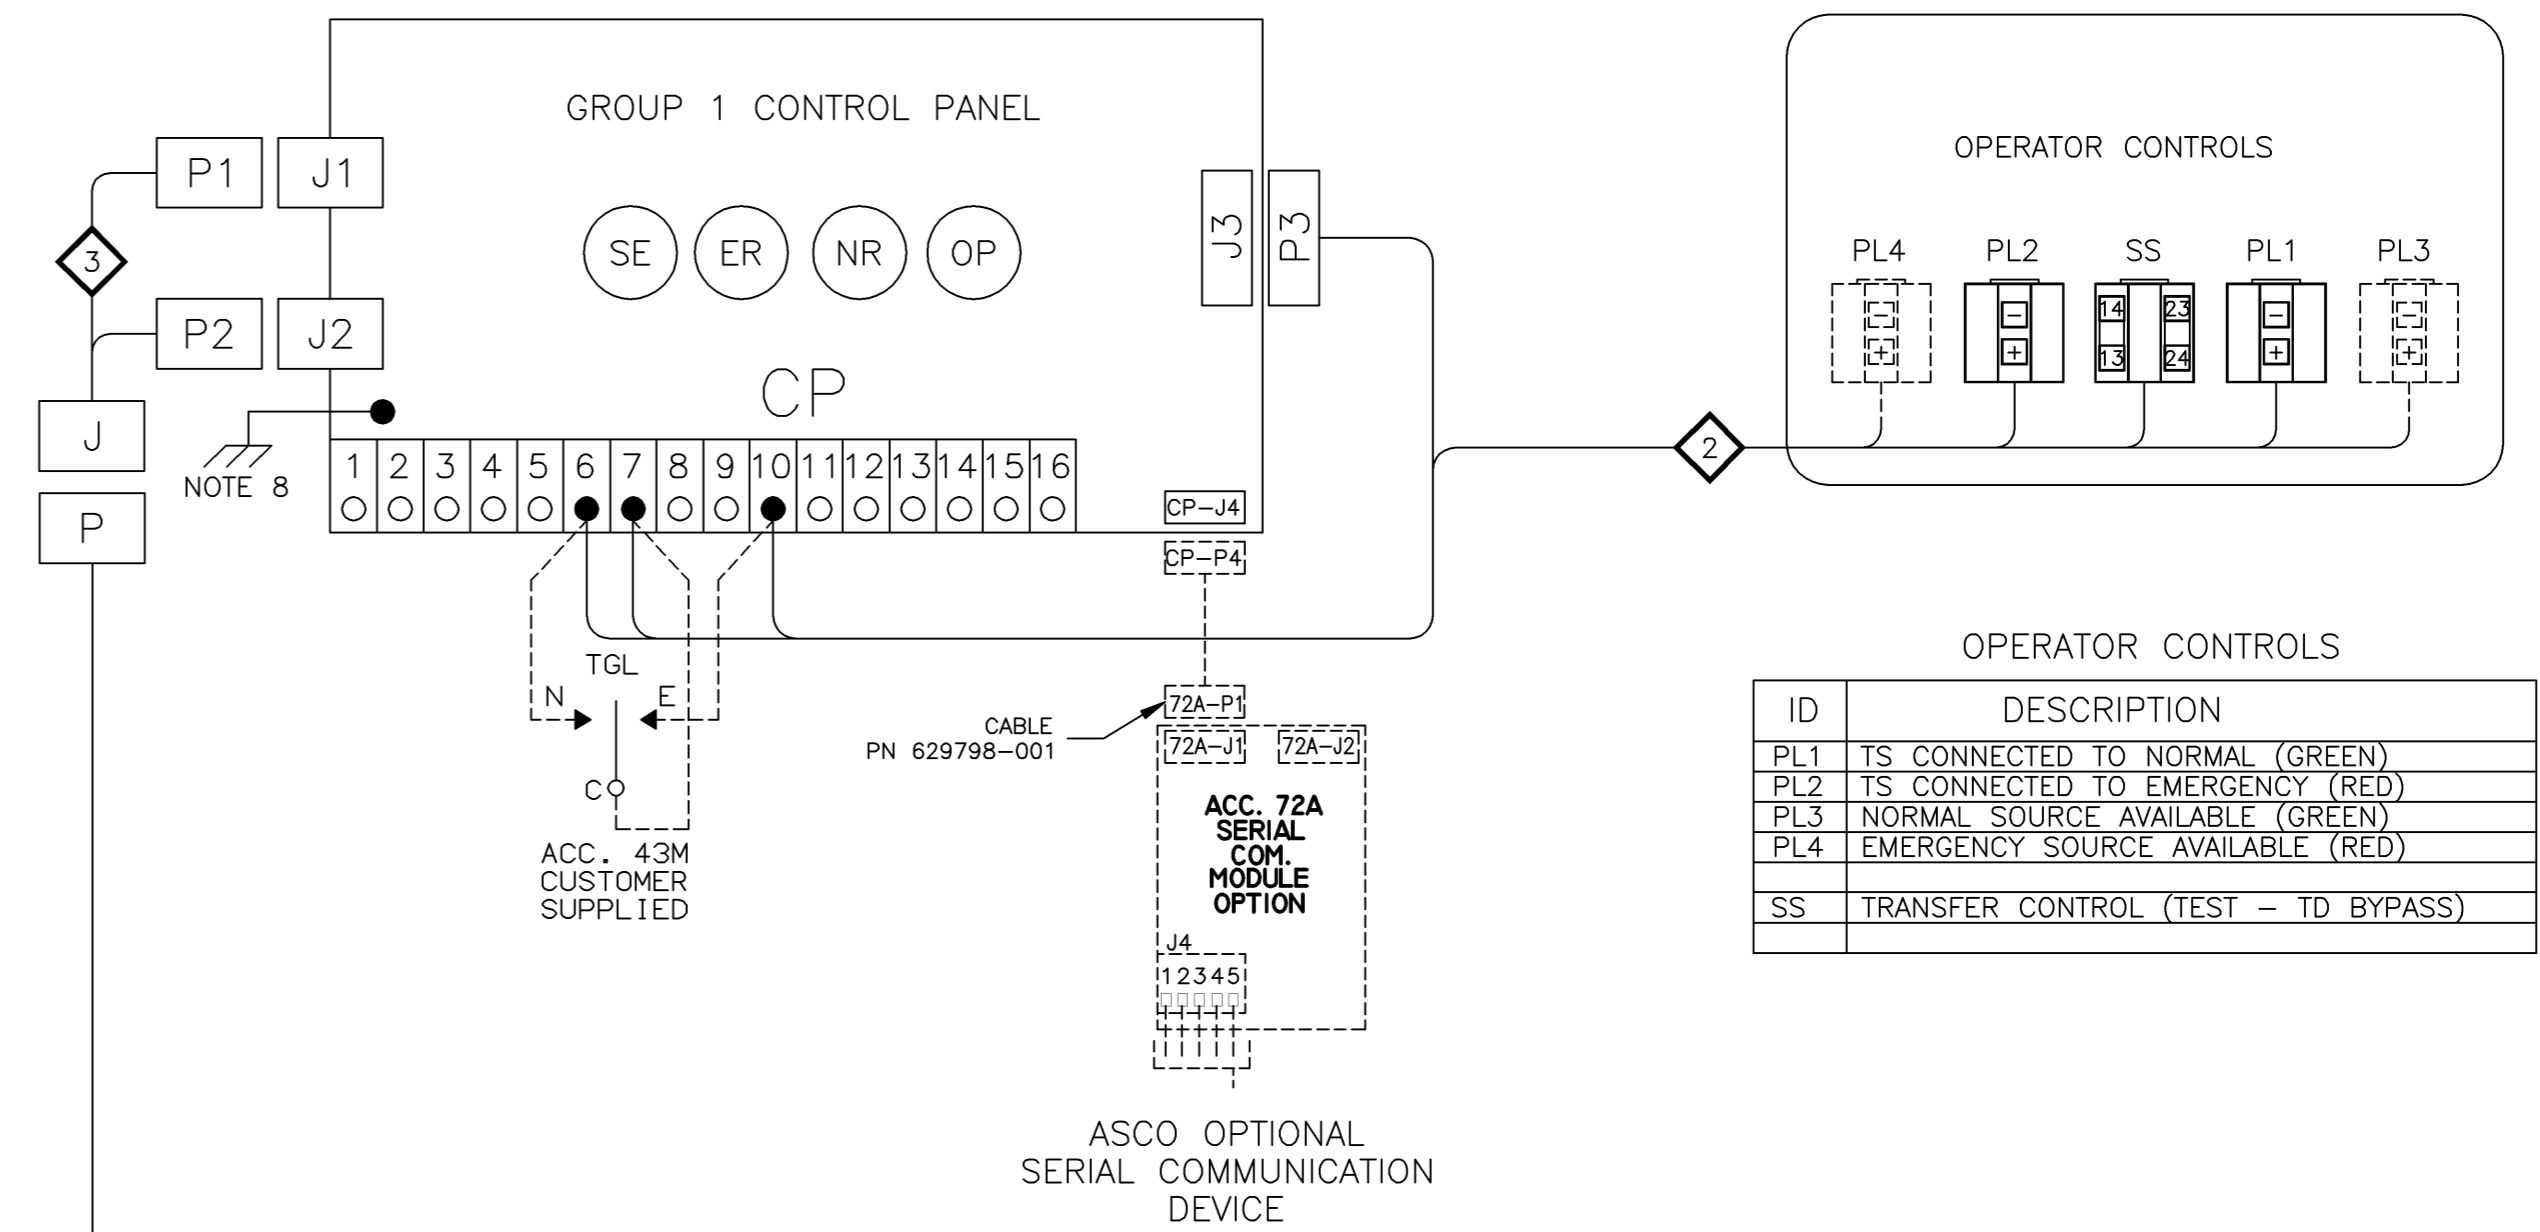 GROUP 1 CONTROL PANEL
OPERATOR CONTROLS
P1 J1
J3 P3
SE ER NR OP
3
PL4 PL2 SS PL1 PL3
- - 14 23 - -
+ + 13 24 + +
P2 J2
CP
J
NOTE 8
1 2 3 4 5 6 7 8 9 10 11 12 13 14 15 16
2
P
CP-J4
CP-P4
TGL
N E
C
ACC. 43M
CUSTOMER
SUPPLIED
CABLE
PN 629798-001
72A-P1
72A-J1 72A-J2
ACC. 72A
SERIAL
COM.
MODULE
OPTION
J4
1 2 3 4 5
ASCO OPTIONAL
SERIAL COMMUNICATION
DEVICE
OPERATOR CONTROLS
ID DESCRIPTION
PL1 TS CONNECTED TO NORMAL (GREEN)
PL2 TS CONNECTED TO EMERGENCY (RED)
PL3 NORMAL SOURCE AVAILABLE (GREEN)
PL4 EMERGENCY SOURCE AVAILABLE (RED)
SS TRANSFER CONTROL (TEST - TD BYPASS)